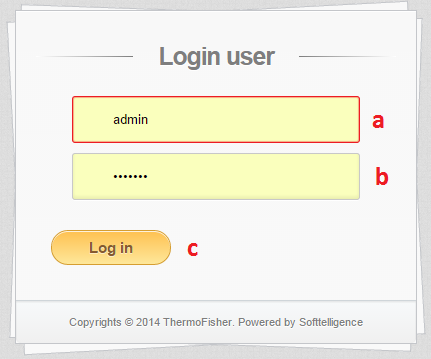 Login user
admin a
••••••• b
Log in c
Copyrights © 2014 ThermoFisher. Powered by Softtelligence